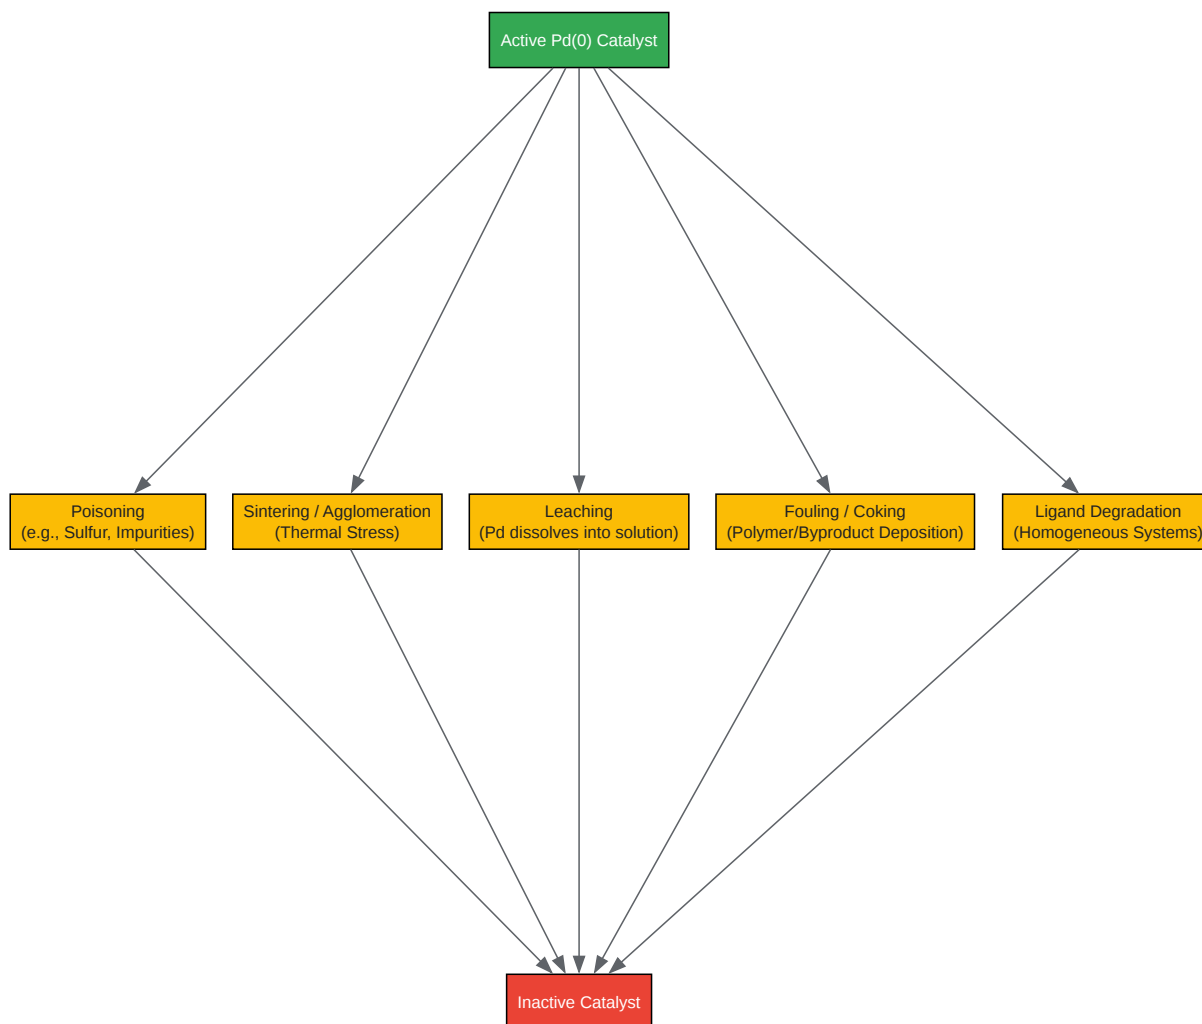 Active Pd(0) Catalyst
Poisoning
(e.g., Sulfur, Impurities)
Sintering / Agglomeration
(Thermal Stress)
Leaching
(Pd dissolves into solution)
Fouling / Coking
(Polymer/Byproduct Deposition)
Ligand Degradation
(Homogeneous Systems)
Inactive Catalyst